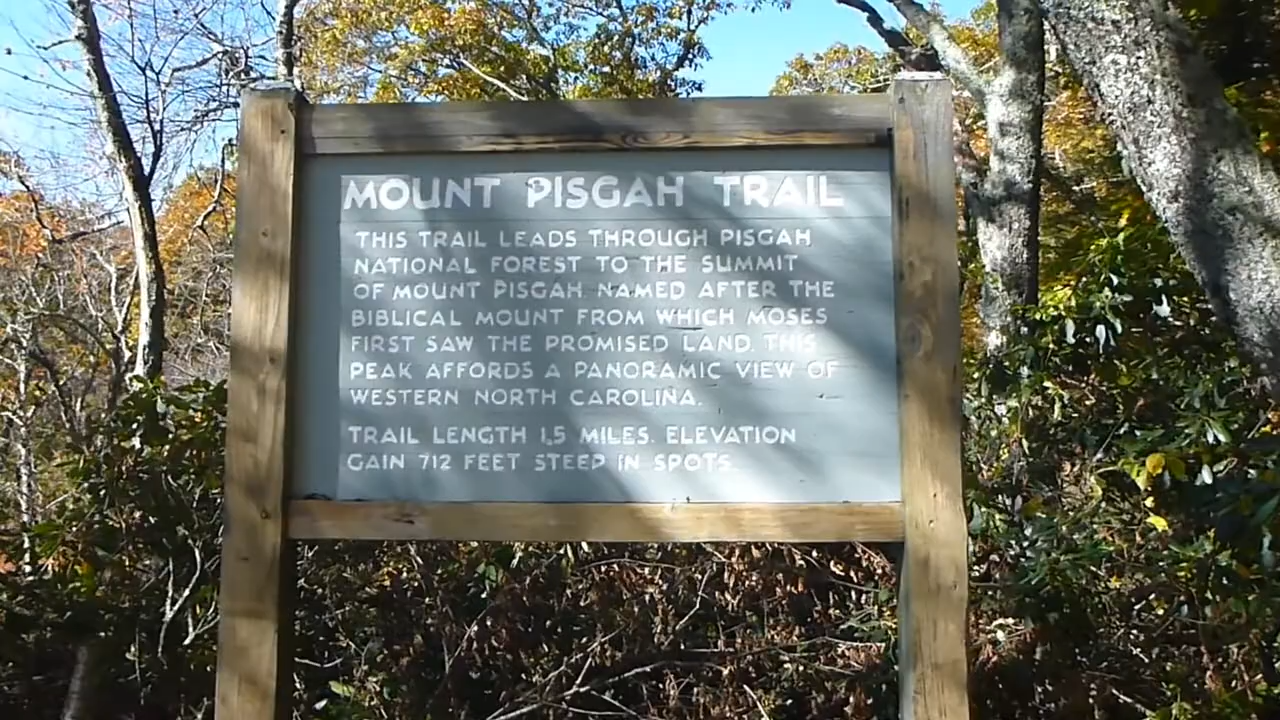 MOUNT PISGAH TRAIL
THIS TRAIL LEADS THROUGH PISGAH
NATIONAL FOREST TO THE SUMMIT
OF MOUNT PISGAH. NAMED AFTER THE
BIBLICAL MOUNT FROM WHICH MOSES
FIRST SAW THE PROMISED LAND. THIS
PEAK AFFORDS A PANORAMIC VIEW OF
WESTERN NORTH CAROLINA.
TRAIL LENGTH 1.5 MILES. ELEVATION
GAIN 712 FEET STEEP IN SPOTS.